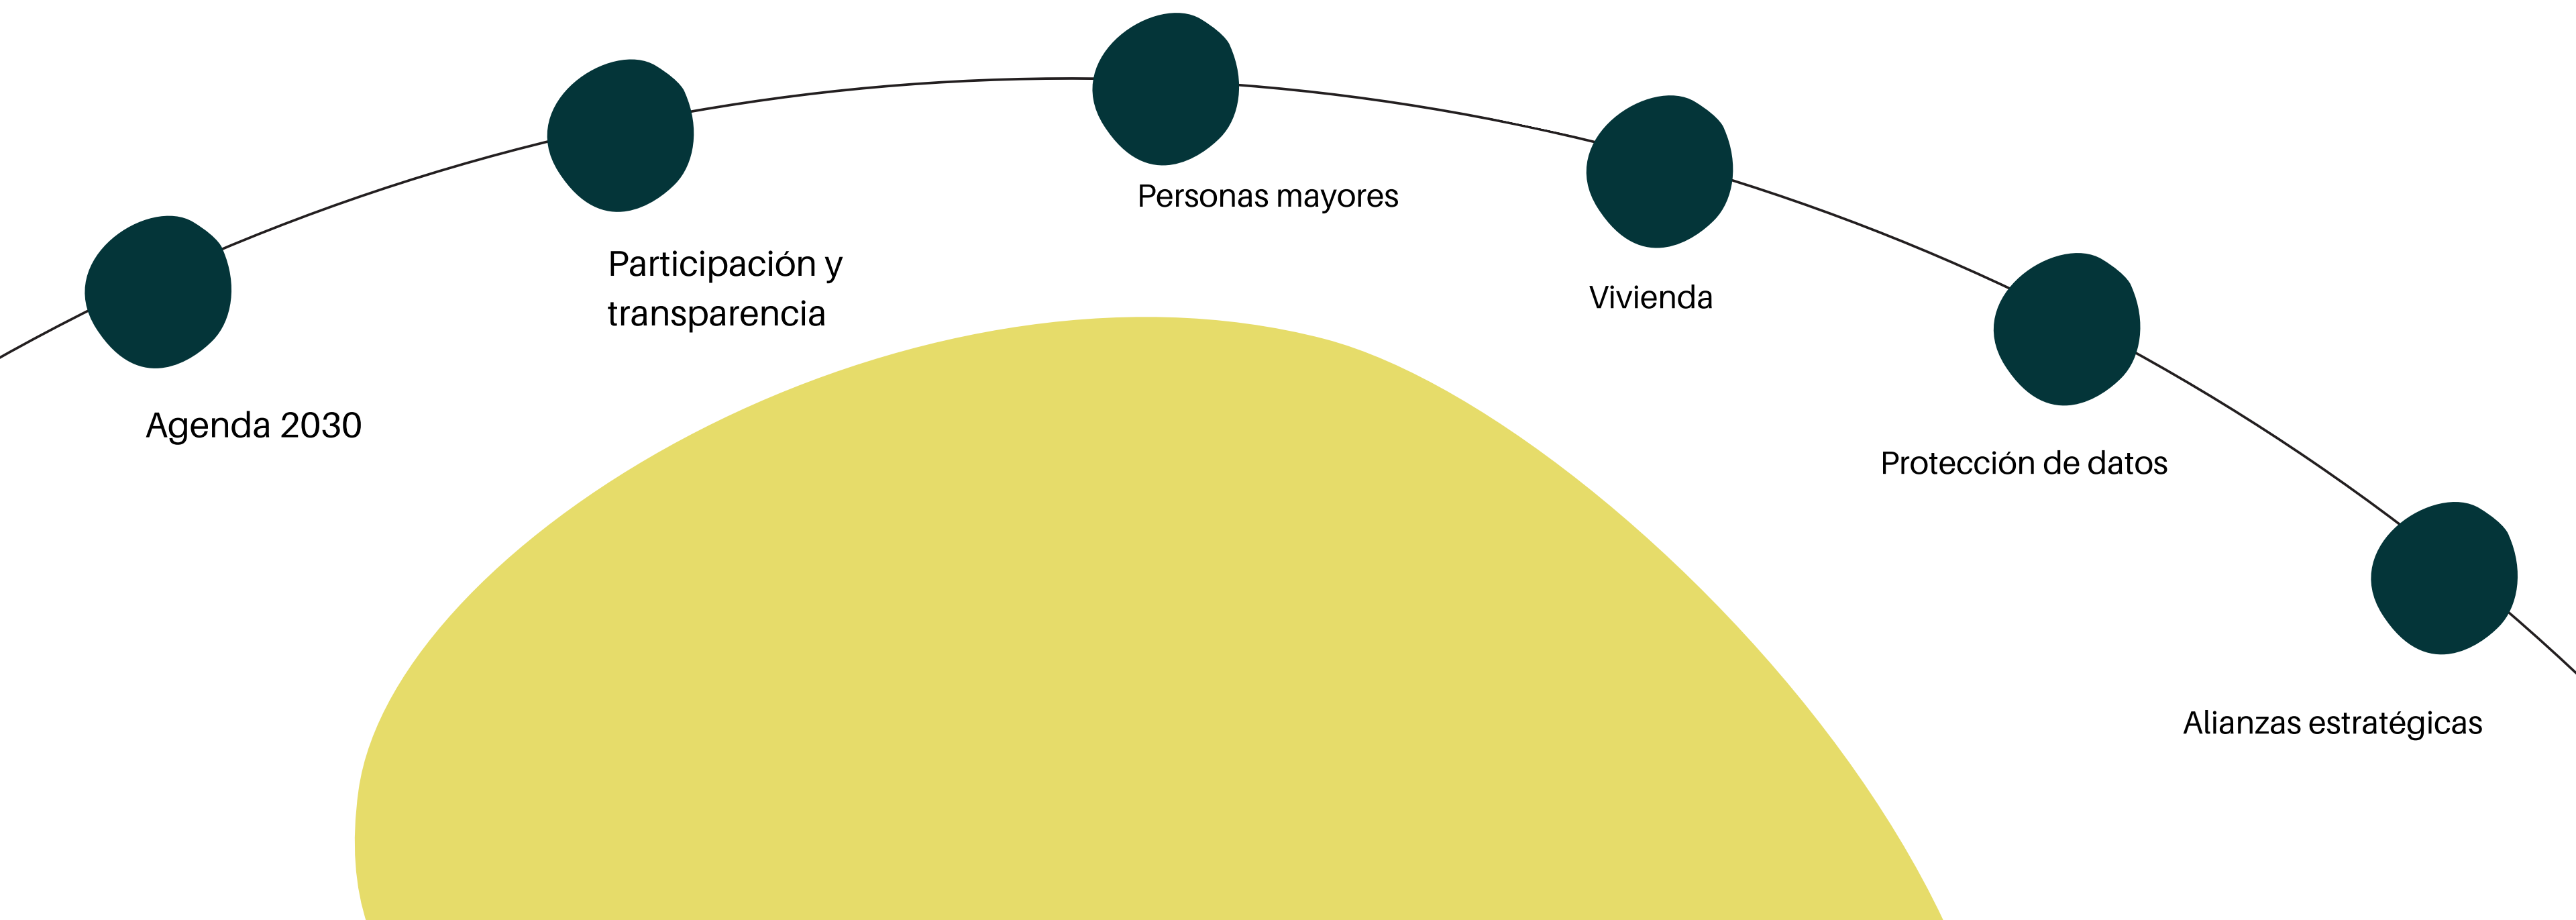 Agenda 2030
Participación y
transparencia
Personas mayores
Vivienda
Protección de datos
Alianzas estratégicas